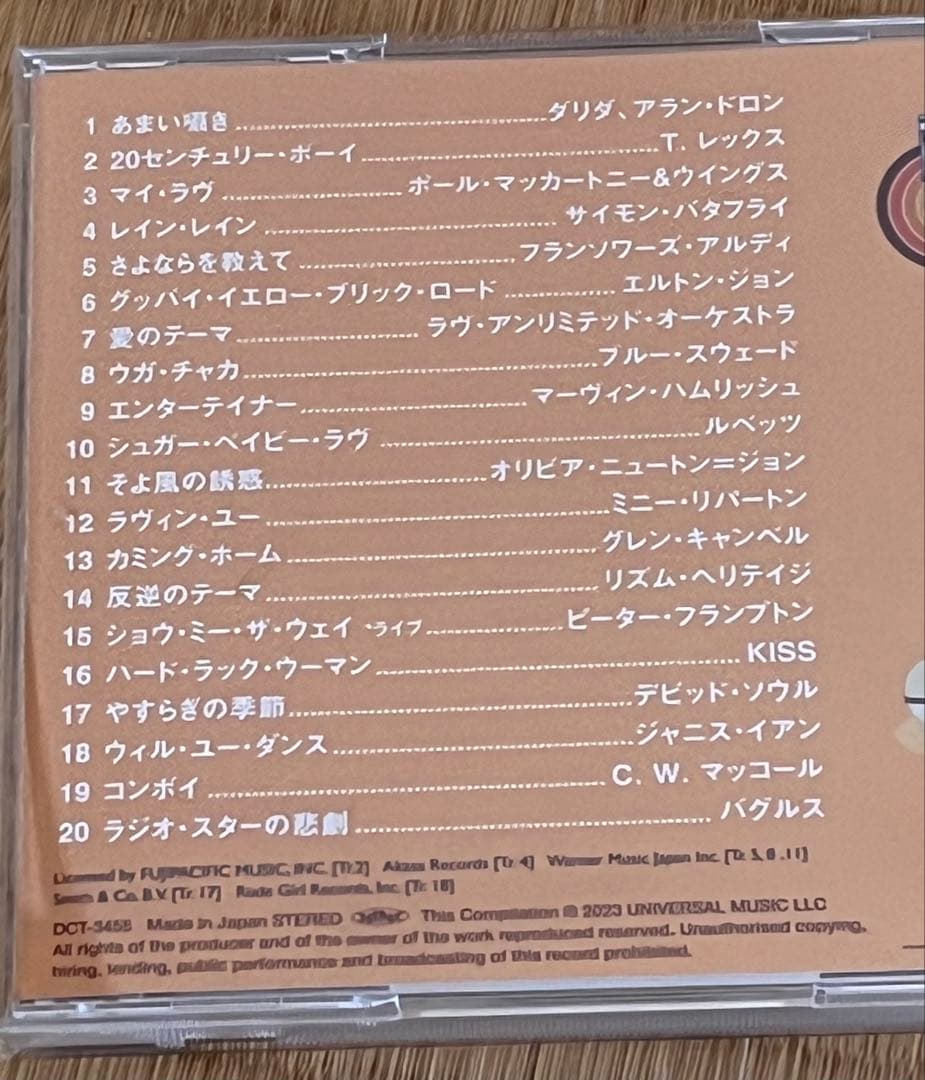 1 あまい囁き ダリダ、アラン・ドロン
2 20センチュリー・ボーイ T. レックス
3 マイ・ラヴ ポール・マッカートニー&ウイングス
4 レイン・レイン サイモン・バタフライ
5 さよならを教えて フランソワーズ・アルディ
6 グッバイ・イエロー・ブリック・ロード エルトン・ジョン
7 愛のテーマ ラヴ・アンリミテッド・オーケストラ
8 ウガ・チャカ ブルー・スウェード
9 エンターテイナー マーヴィン・ハムリッシュ
10 シュガー・ベイビー・ラヴ ルベッツ
11 そよ風の誘惑 オリビア・ニュートン=ジョン
12 ラヴィン・ユー ミニー・リパートン
13 カミング・ホーム グレン・キャンベル
14 反逆のテーマ リズム・ヘリテイジ
15 ショウ・ミー・ザ・ウェイ *ライブ ピーター・フランプトン
16 ハード・ラック・ウーマン KISS
17 やすらぎの季節 デビッド・ソウル
18 ウィル・ユー・ダンス ジャニス・イアン
19 コンボイ C. W. マッコール
20 ラジオ・スターの悲劇 バグルス
Licensed by FUJIPACIFIC MUSIC, INC. [Tr.2] Records [Tr. 4] Warner Music Japan Inc.
& Co. B.V. [Tr. 17] Rude Girl Records, Inc. [Tr. 18]
DCT-3458 Made in Japan STEREO This Compilation ℗ 2023 UNIVERSAL MUSIC LLC
All rights of the producer and of the owner of the work reproduced reserved. Unauthorised copying,
hiring, lending, public performance and broadcasting of this record prohibited.